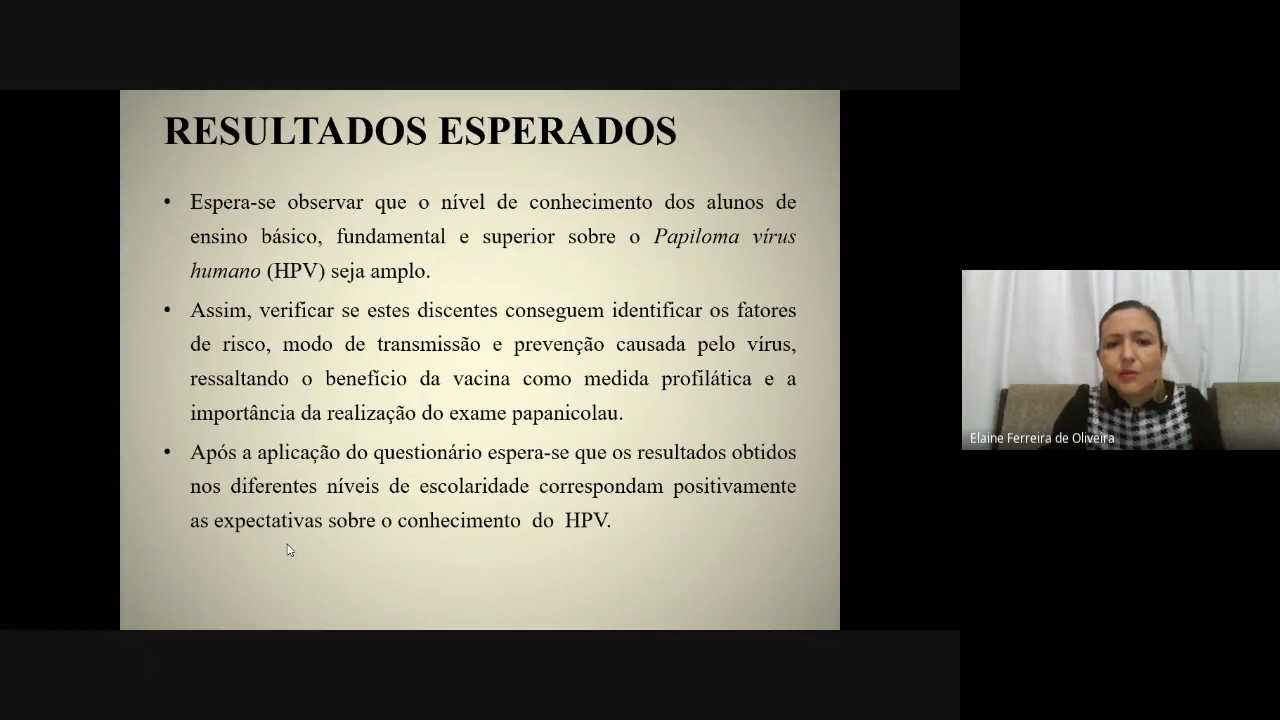 RESULTADOS ESPERADOS
• Espera-se observar que o nível de conhecimento dos alunos de
ensino básico, fundamental e superior sobre o Papiloma vírus
humano (HPV) seja amplo.
• Assim, verificar se estes discentes conseguem identificar os fatores
de risco, modo de transmissão e prevenção causada pelo vírus,
ressaltando o benefício da vacina como medida profilática e a
importância da realização do exame papanicolau.
• Após a aplicação do questionário espera-se que os resultados obtidos
nos diferentes níveis de escolaridade correspondam positivamente
as expectativas sobre o conhecimento do HPV.
Elaine Ferreira de Oliveira